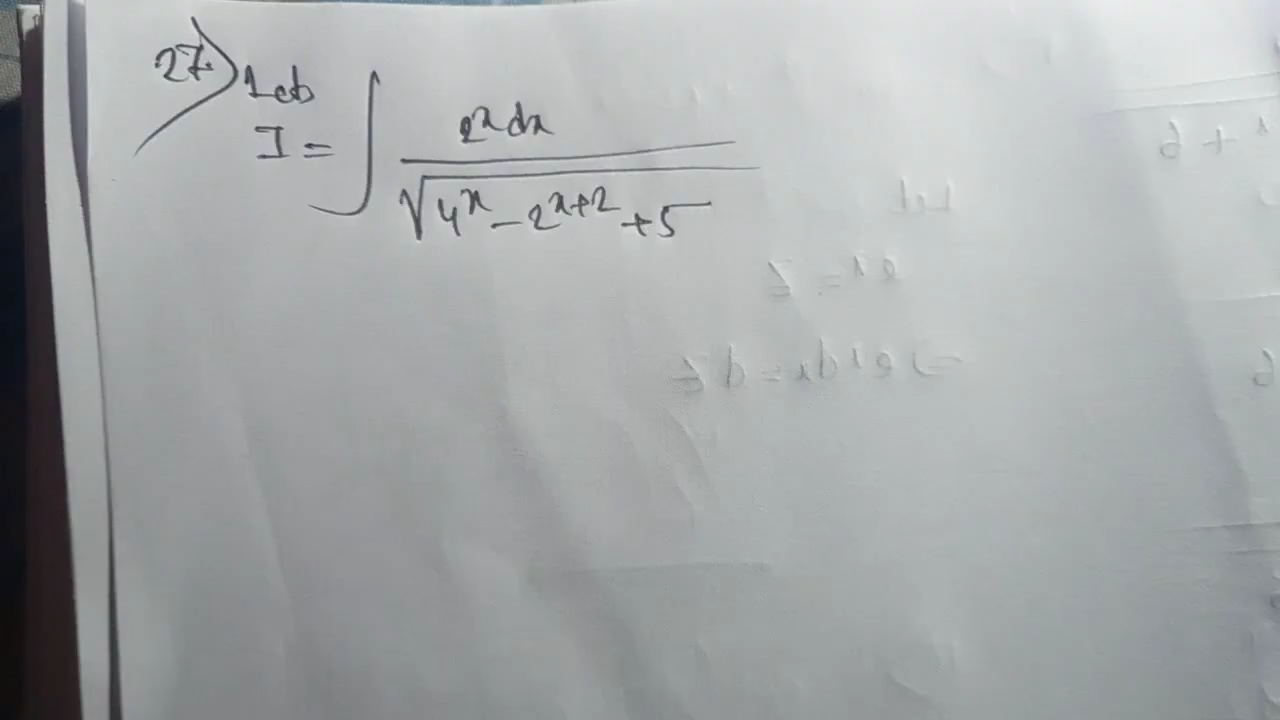 27. Let
I = ∫ 2^x dx / √(4^x - 2^(x+2) + 5)